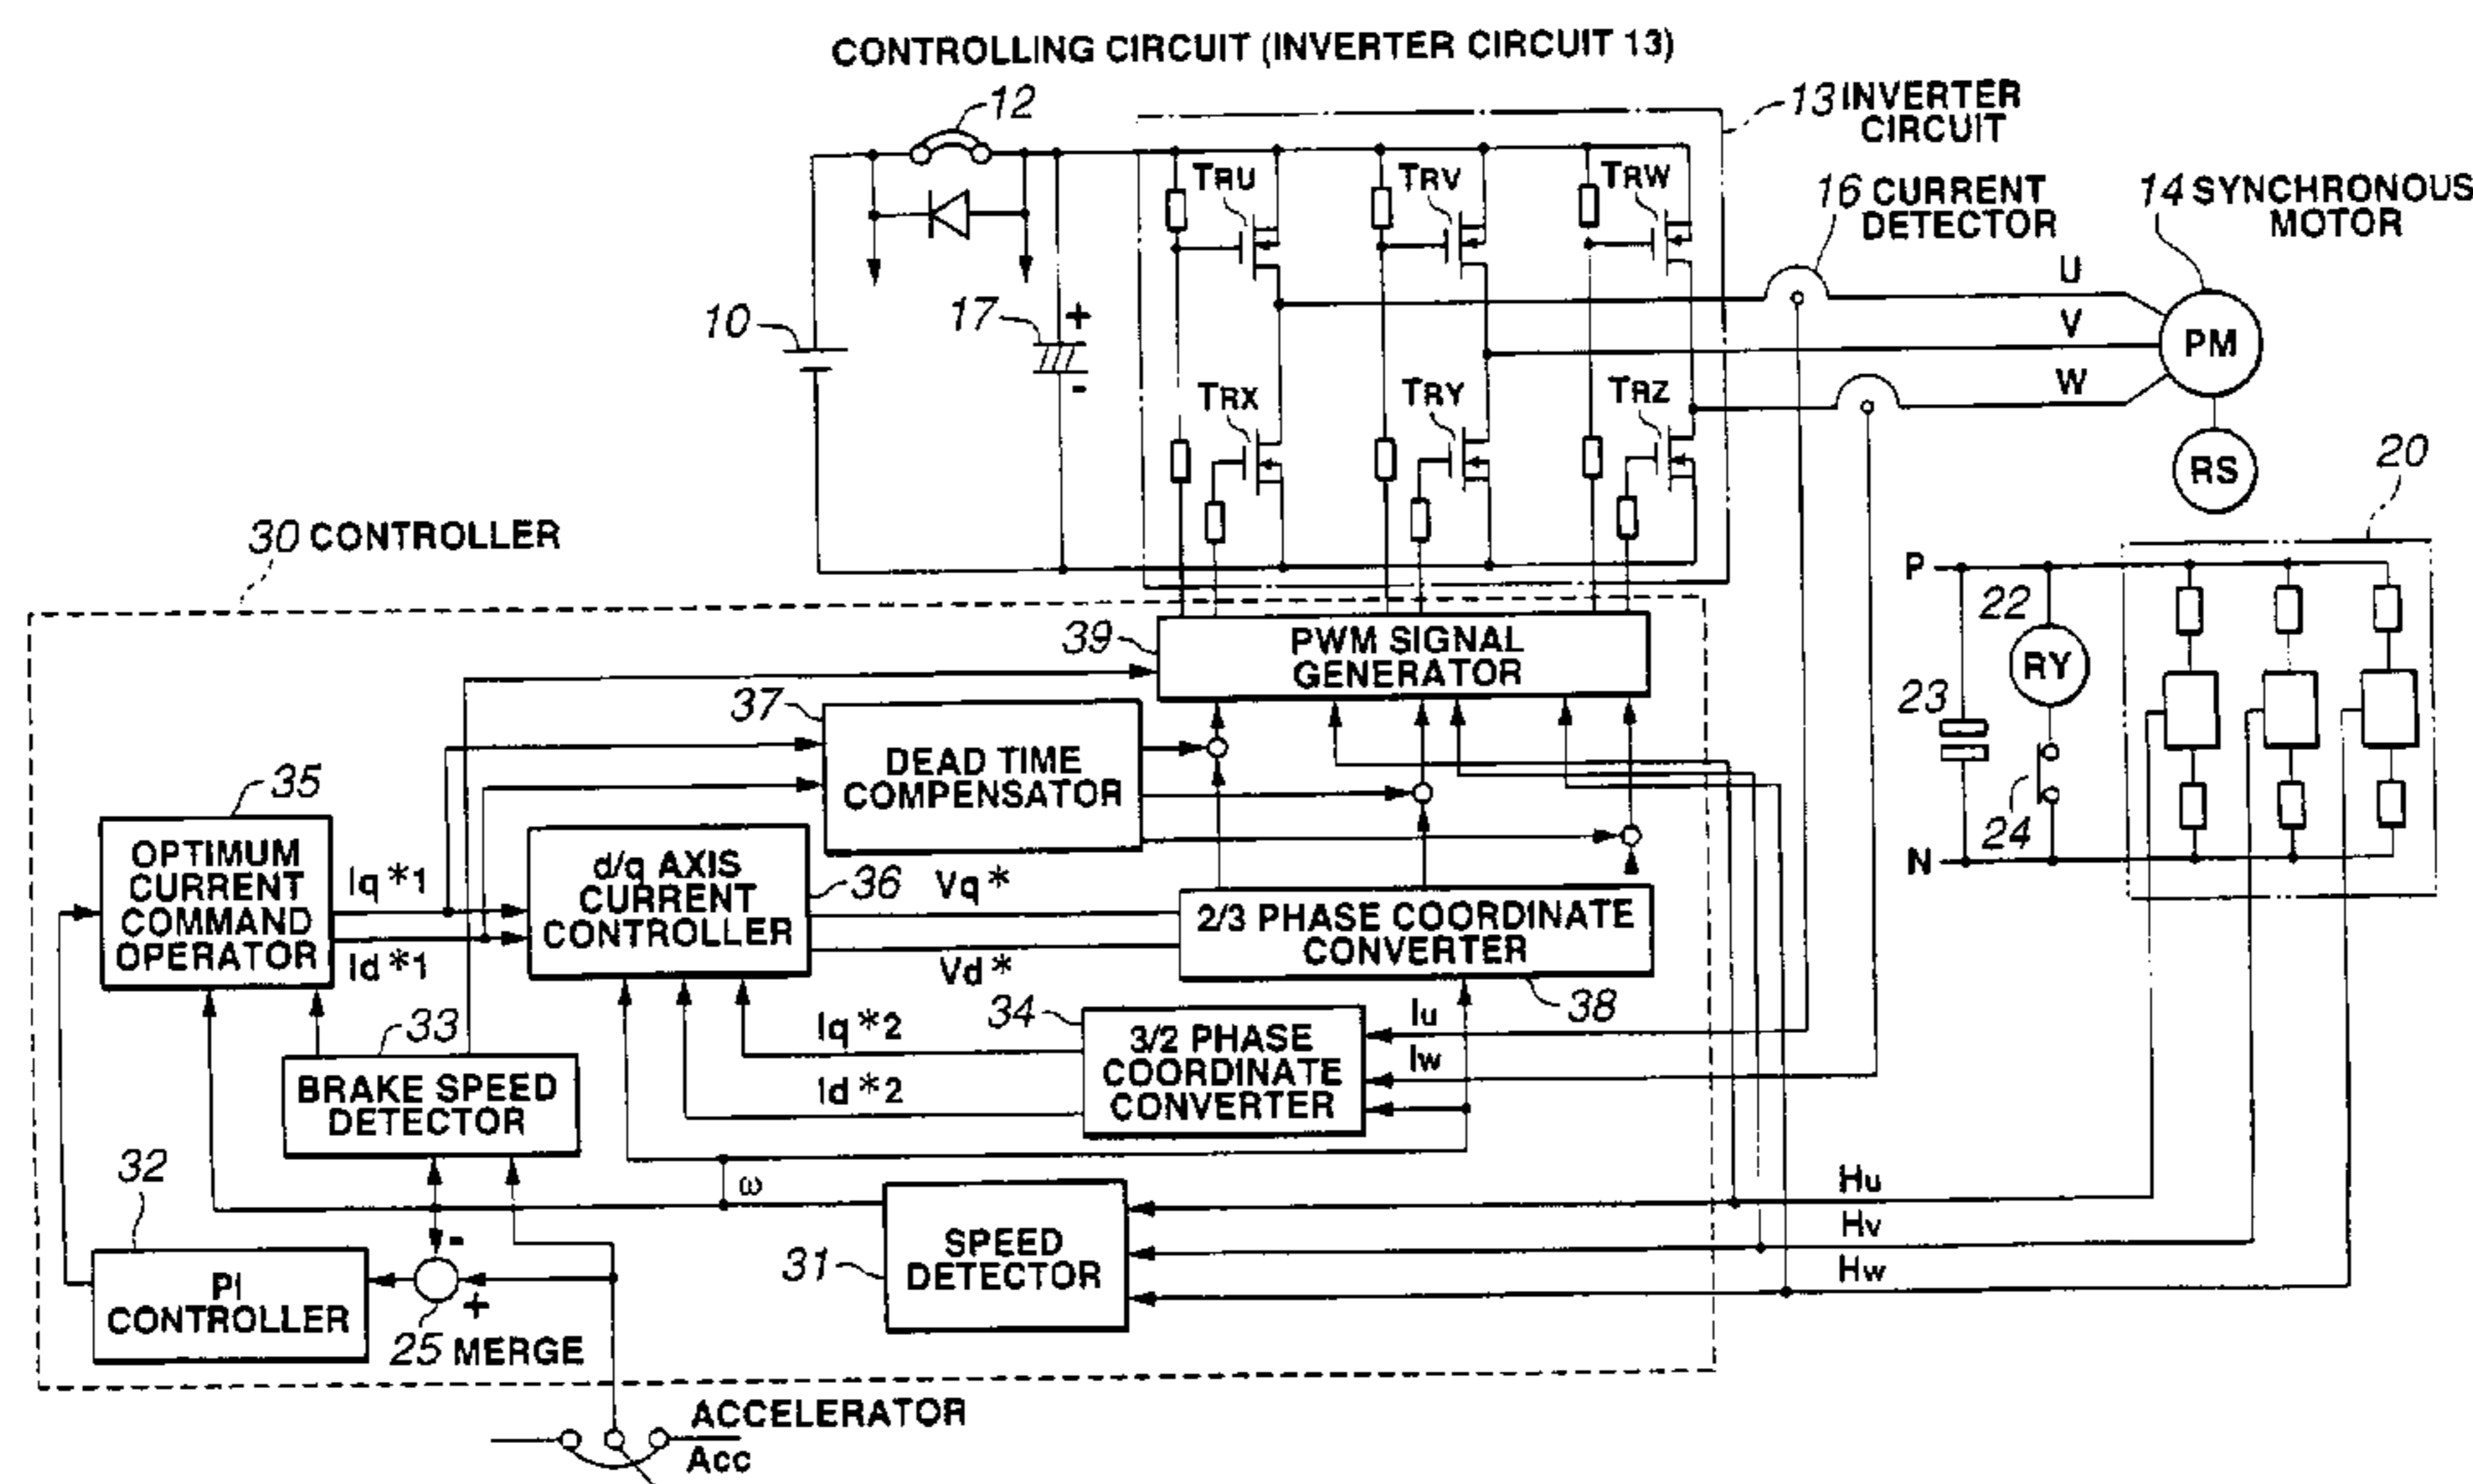 CONTROLLING CIRCUIT (INVERTER CIRCUIT 13)
12
13 INVERTER
CIRCUIT
TRU
TRV
TRW
16 CURRENT
DETECTOR
14 SYNCHRONOUS
MOTOR
U
10
17
+
-
V
PM
W
TRX
TRY
TRZ
RS
20
30 CONTROLLER
P
22
39
PWM SIGNAL
GENERATOR
RY
37
23
DEAD TIME
COMPENSATOR
35
24
OPTIMUM
CURRENT
COMMAND
OPERATOR
Iq*1
Id*1
d/q AXIS
CURRENT
CONTROLLER
36
Vq*
Vd*
N
2/3 PHASE COORDINATE
CONVERTER
38
33
34
Iq*2
Id*2
3/2 PHASE
COORDINATE
CONVERTER
Iu
Iw
BRAKE SPEED
DETECTOR
32
ω
Hu
Hv
Hw
-
SPEED
DETECTOR
31
PI
CONTROLLER
+
25 MERGE
ACCELERATOR
Acc